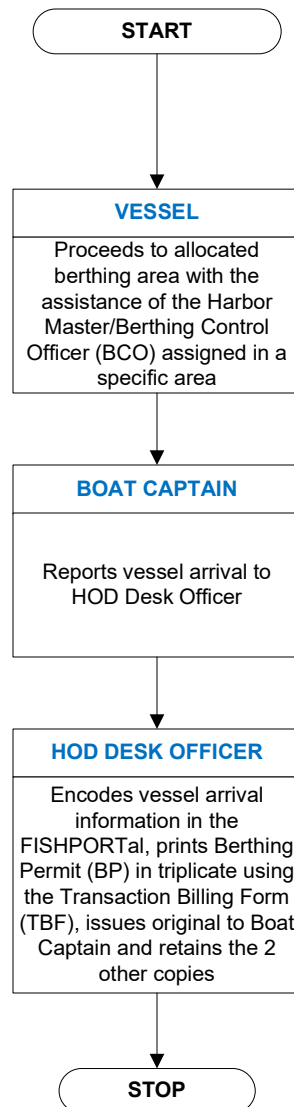 START
VESSEL
Proceeds to allocated
berthing area with the
assistance of the Harbor
Master/Berthing Control
Officer (BCO) assigned in a
specific area
BOAT CAPTAIN
Reports vessel arrival to
HOD Desk Officer
HOD DESK OFFICER
Encodes vessel arrival
information in the
FISHPORTal, prints Berthing
Permit (BP) in triplicate using
the Transaction Billing Form
(TBF), issues original to Boat
Captain and retains the 2
other copies
STOP